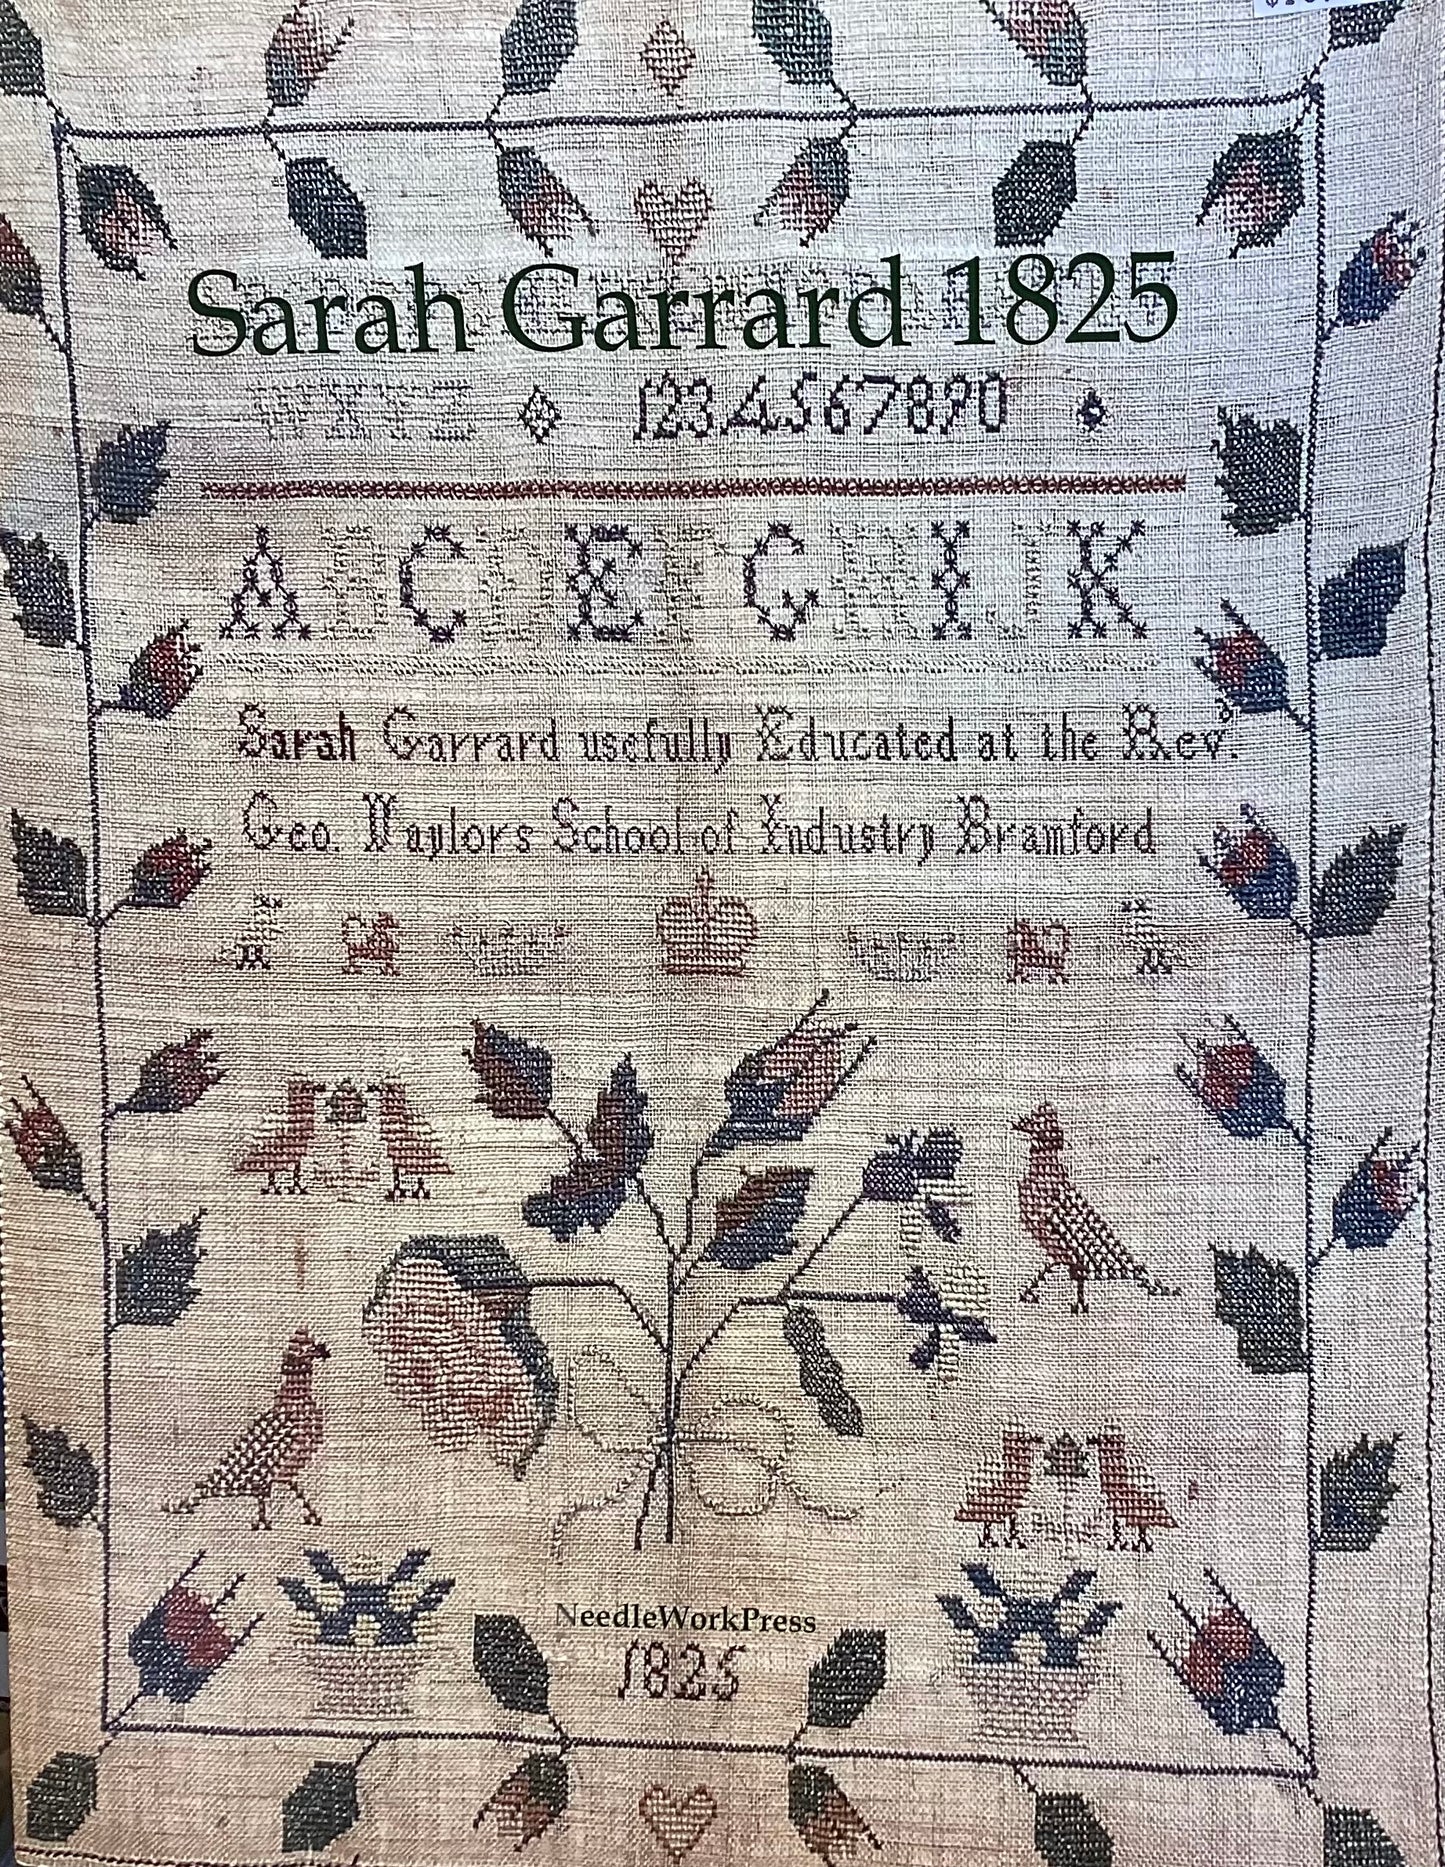 Sarah Garrard 1825
WXYZ 1234567890
ABCDEFGHIJK
Sarah Garrard usefully Educated at the Rev.d
Geo. Naylors School of Industry Bramford
NeedleWorkPress
1825